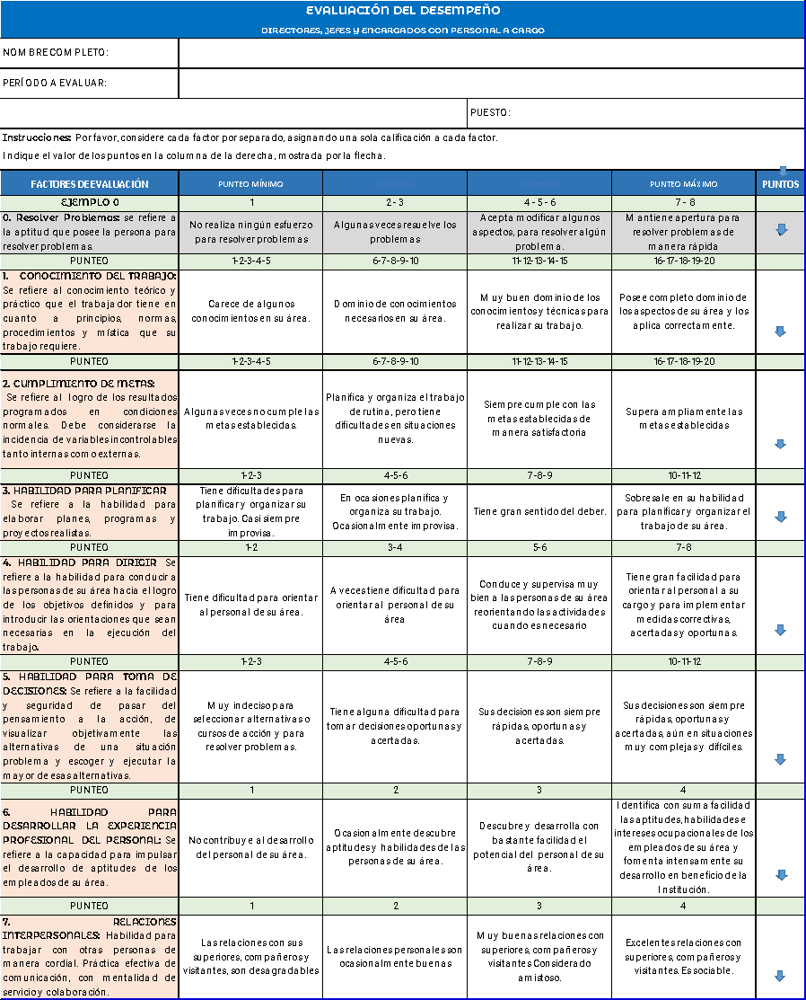 EVALUACIÓN DEL DESEMPEÑO
DIRECTORES, JEFES Y ENCARGADOS CON PERSONAL A CARGO
NOMBRE COMPLETO:
PERÍODO A EVALUAR:
PUESTO:
Instrucciones: Por favor, considere cada factor por separado, asignando una sola calificación a cada factor.
Indique el valor de los puntos en la columna de la derecha, mostrada por la flecha.
FACTORES DE EVALUACIÓN
PUNTEO MÍNIMO
PUNTEO MÁXIMO
PUNTOS
EJEMPLO 0
1
2 - 3
4 - 5 - 6
7 - 8
0. Resolver Problemas: se refiere a
la aptitud que posee la persona para
resolver problemas.
No realiza ningún esfuerzo
para resolver problemas
Algunas veces resuelve los
problemas
Acepta modificar algunos
aspectos, para resolver algún
problema.
Mantiene apertura para
resolver problemas de
manera rápida
PUNTEO
1-2-3-4-5
6-7-8-9-10
11-12-13-14-15
16-17-18-19-20
1. CONOCIMIENTO DEL TRABAJO:
Se refiere al conocimiento teórico y
práctico que el trabajador tiene en
cuanto a principios, normas,
procedimientos y mística que su
trabajo requiere.
Carece de algunos
conocimientos en su área.
Dominio de conocimientos
necesarios en su área.
Muy buen dominio de los
conocimientos y técnicas para
realizar su trabajo.
Posee completo dominio de
los aspectos de su área y los
aplica correctamente.
PUNTEO
1-2-3-4-5
6-7-8-9-10
11-12-13-14-15
16-17-18-19-20
2. CUMPLIMIENTO DE METAS:
Se refiere al logro de los resultados
programados en condiciones
normales. Debe considerarse la
incidencia de variables incontrolables
tanto internas como externas.
Algunas veces no cumple las
metas establecidas.
Planifica y organiza el trabajo
de rutina, pero tiene
dificultades en situaciones
nuevas.
Siempre cumple con las
metas establecidas de
manera satisfactoria
Supera ampliamente las
metas establecidas
PUNTEO
1-2-3
4-5-6
7-8-9
10-11-12
3. HABILIDAD PARA PLANIFICAR
Se refiere a la habilidad para
elaborar planes, programas y
proyectos realistas.
Tiene dificultades para
planificar y organizar su
trabajo. Casi siempre
improvisa.
En ocasiones planifica y
organiza su trabajo.
Ocasionalmente improvisa.
Tiene gran sentido del deber.
Sobresale en su habilidad
para planificar y organizar el
trabajo de su área.
PUNTEO
1-2
3-4
5-6
7-8
4. HABILIDAD PARA DIRIGIR Se
refiere a la habilidad para conducir a
las personas de su área hacia el logro
de los objetivos definidos y para
introducir las orientaciones que sean
necesarias en la ejecución del
trabajo.
Tiene dificultad para orientar
al personal de su área.
A veces tiene dificultad para
orientar al personal de su
área
Conduce y supervisa muy
bien a las personas de su área
reorientando las actividades
cuando es necesario
Tiene gran facilidad para
orientar al personal a su
cargo y para implementar
medidas correctivas,
acertadas y oportunas.
PUNTEO
1-2-3
4-5-6
7-8-9
10-11-12
5. HABILIDAD PARA TOMA DE
DECISIONES: Se refiere a la facilidad
y seguridad de pasar del
pensamiento a la acción, de
visualizar objetivamente las
alternativas de una situación
problema y escoger y ejecutar la
mayor de esas alternativas.
Muy indeciso para
seleccionar alternativas o
cursos de acción y para
resolver problemas.
Tiene alguna dificultad para
tomar decisiones oportunas y
acertadas.
Sus decisiones son siempre
rápidas, oportunas y
acertadas.
Sus decisiones son siempre
rápidas, oportunas y
acertadas, aún en situaciones
muy complejas y difíciles.
PUNTEO
1
2
3
4
6. HABILIDAD PARA
DESARROLLAR LA EXPERIENCIA
PROFESIONAL DEL PERSONAL: Se
refiere a la capacidad para impulsar
el desarrollo de aptitudes de los
empleados de su área.
No contribuye al desarrollo
del personal de su área.
Ocasionalmente descubre
aptitudes y habilidades de las
personas de su área.
Descubre y desarrolla con
bastante facilidad el
potencial del personal de su
área.
Identifica con suma facilidad
las aptitudes, habilidades e
intereses ocupacionales de los
empleados de su área y
fomenta intensamente su
desarrollo en beneficio de la
Institución.
PUNTEO
1
2
3
4
7. RELACIONES
INTERPERSONALES: Habilidad para
trabajar con otras personas de
manera cordial. Práctica efectiva de
comunicación, con mentalidad de
servicio y colaboración.
Las relaciones con sus
superiores, compañeros y
visitantes, son desagradables
Las relaciones personales son
ocasionalmente buenas
Muy buenas relaciones con
superiores, compañeros y
visitantes Considerado
amistoso.
Excelentes relaciones con
superiores, compañeros y
visitantes. Es sociable.